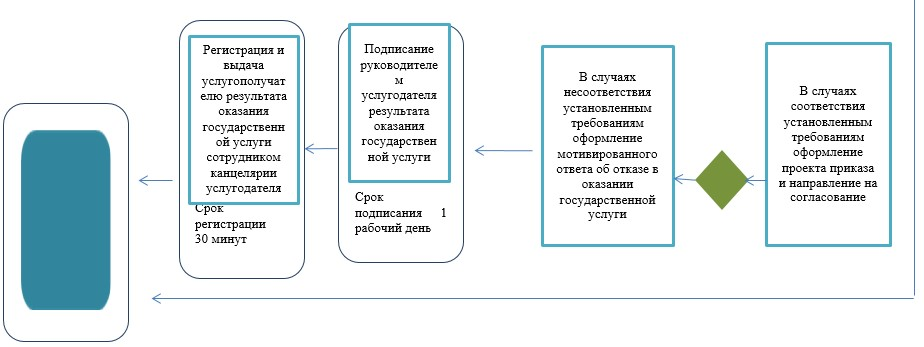 Регистрация и
выдача
услугополучат
елю результата
оказания
государственн
ой услуги
сотрудником
канцелярии
услугодателя
Срок
регистрации
30 минут
Подписание
руководителе
м
услугодателя
результата
оказания
государствен
ной услуги
Срок
подписания 1
рабочий день
В случаях
несоответствия
установленным
требованиям
оформление
мотивированного
ответа об отказе в
оказании
государственной
услуги
В случаях
соответствия
установленным
требованиям
оформление
проекта приказа
и направление на
согласование